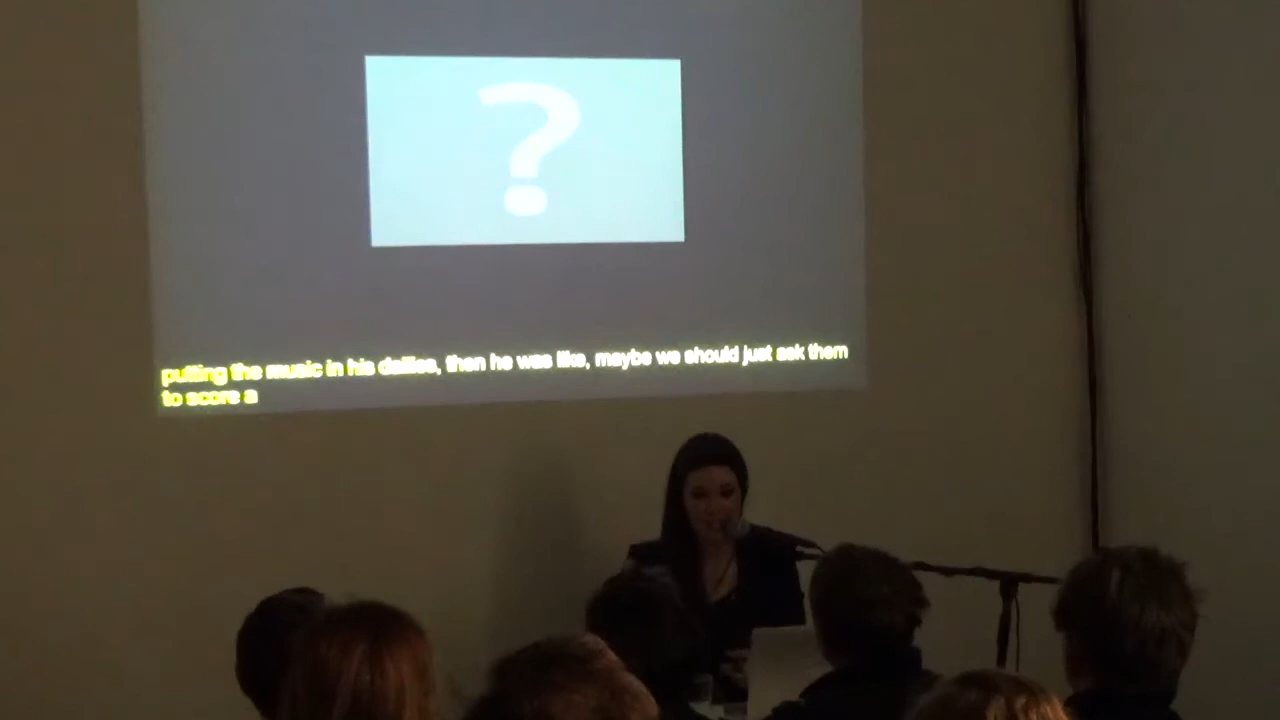 ?
putting the music in his dailies, then he was like, maybe we should just ask them
to score a